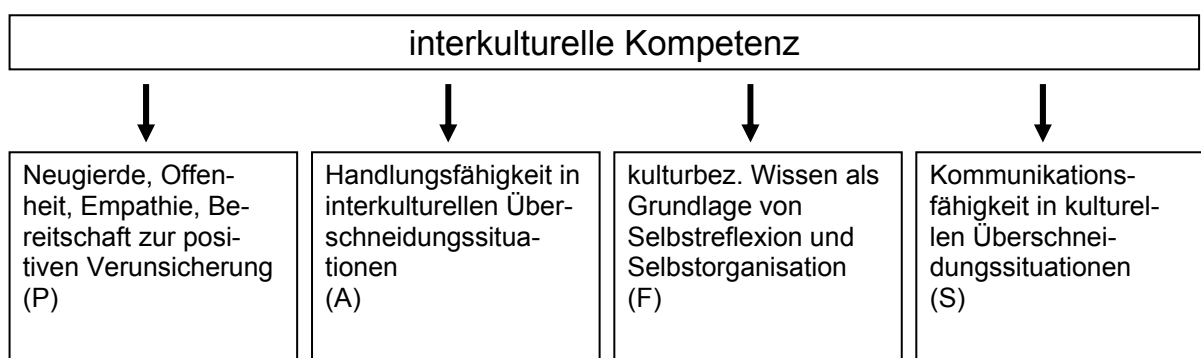 interkulturelle Kompetenz
Neugierde, Offen-
heit, Empathie, Be-
reitschaft zur posi-
tiven Verunsicherung
(P)
Handlungsfähigkeit in
interkulturellen Über-
schneidungssitua-
tionen
(A)
kulturbez. Wissen als
Grundlage von
Selbstreflexion und
Selbstorganisation
(F)
Kommunikations-
fähigkeit in kulturel-
len Überschnei-
dungssituationen
(S)